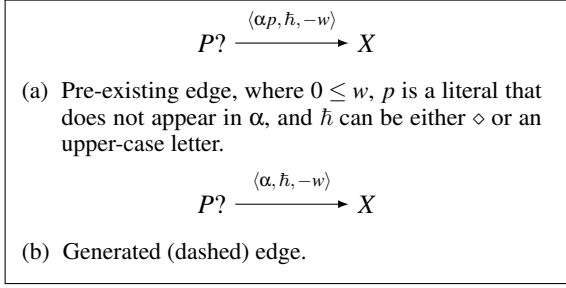 ⟨αp, ℏ, −w⟩
P? X
(a) Pre-existing edge, where 0 ≤ w, p is a literal that
does not appear in α, and ℏ can be either ⋄ or an
upper-case letter.
⟨α, ℏ, −w⟩
P? X
(b) Generated (dashed) edge.